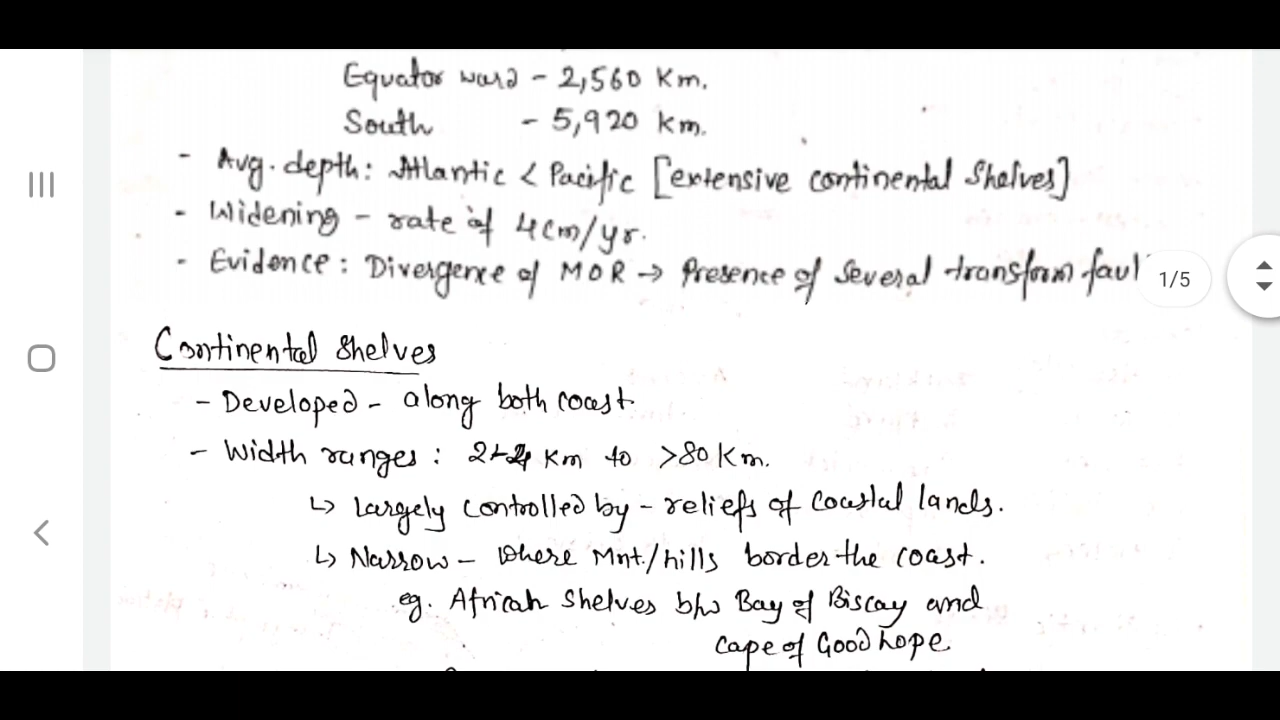 Equator ward - 2,560 Km.
South - 5,920 km.
- Avg. depth: Atlantic < Pacific [extensive continental Shelves]
- Widening - rate of 4cm/yr.
- Evidence: Divergence of MOR → Presence of Several transform faul
1/5
Continental Shelves
- Developed - along both coast.
- Width ranges: 2-4 Km to >80 Km.
↳ Largely controlled by - reliefs of Coastal lands.
↳ Narrow - where Mnt./hills border the coast.
eg. African Shelves b/w Bay of Biscay and
Cape of Good hope